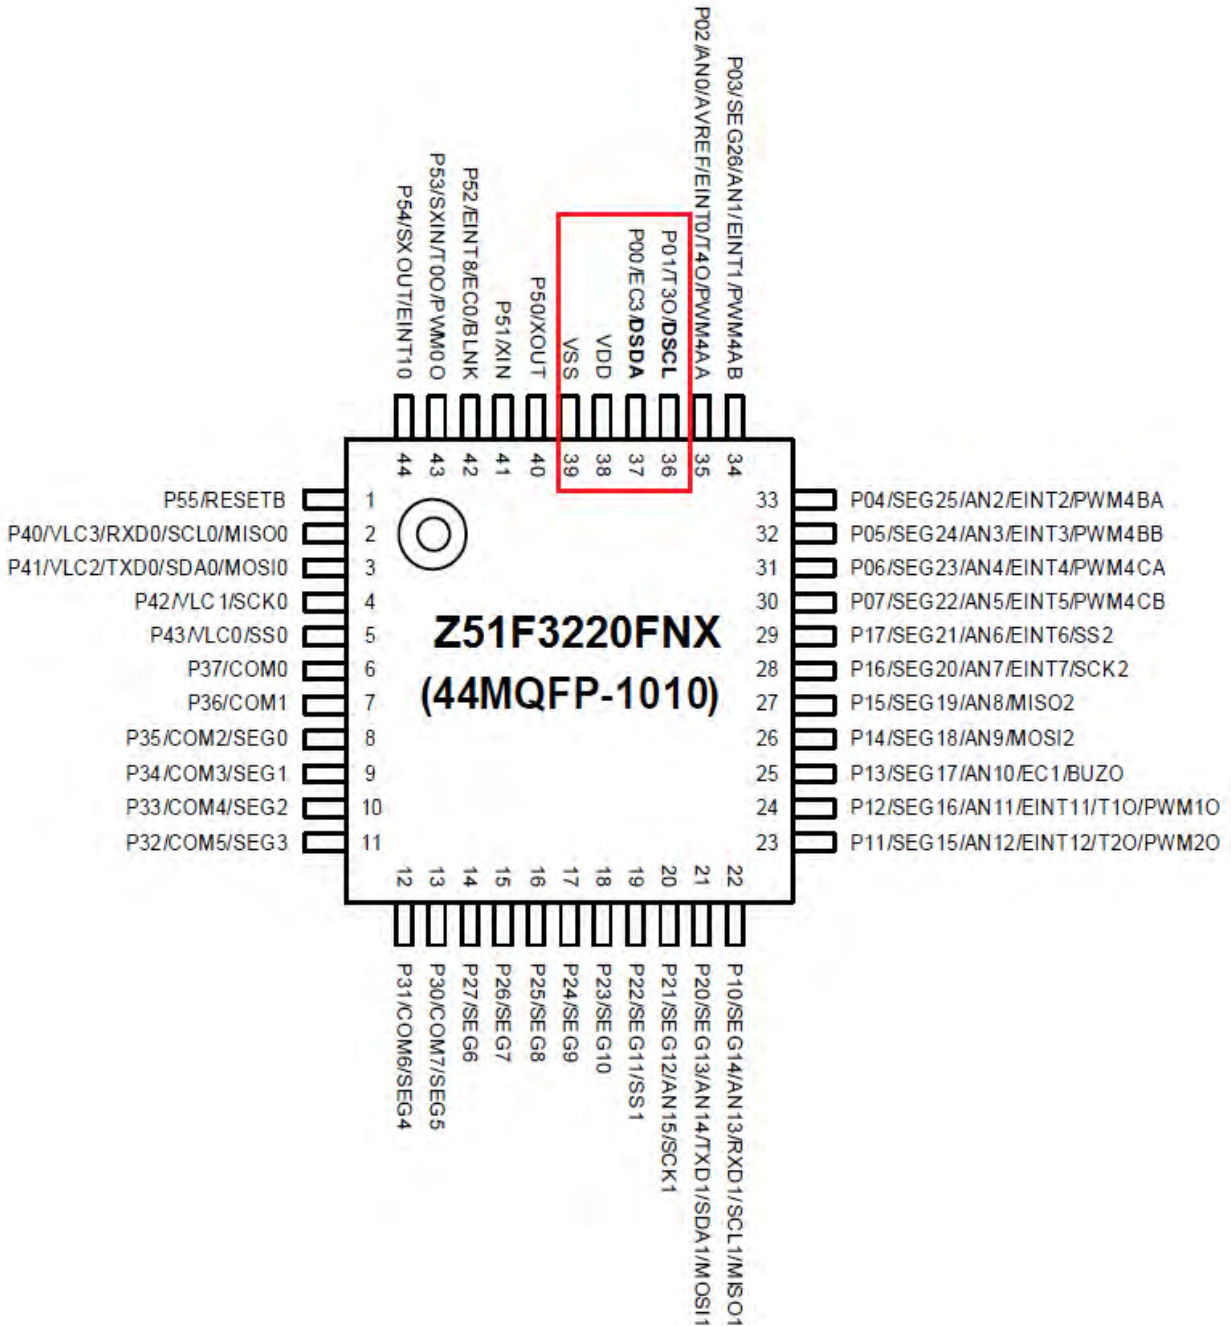 P54/SXOUT/EINT10
P53/SXIN/T0O/PWM0O
P52/EINT8/EC0/BLNK
P51/XIN
P50/XOUT
VSS
VDD
P00/EC3/DSDA
P01/T3O/DSCL
P02/AN0/AVREF/EINT0/T4O/PWM4AA
P03/SEG26/AN1/EINT1/PWM4AB
44
43
42
41
40
39
38
37
36
35
34
P55/RESETB 1
P40/VLC3/RXD0/SCL0/MISO0 2
P41/VLC2/TXD0/SDA0/MOSI0 3
P42/VLC1/SCK0 4
P43/VLC0/SS0 5
P37/COM0 6
P36/COM1 7
P35/COM2/SEG0 8
P34/COM3/SEG1 9
P33/COM4/SEG2 10
P32/COM5/SEG3 11
Z51F3220FNX
(44MQFP-1010)
33 P04/SEG25/AN2/EINT2/PWM4BA
32 P05/SEG24/AN3/EINT3/PWM4BB
31 P06/SEG23/AN4/EINT4/PWM4CA
30 P07/SEG22/AN5/EINT5/PWM4CB
29 P17/SEG21/AN6/EINT6/SS2
28 P16/SEG20/AN7/EINT7/SCK2
27 P15/SEG19/AN8/MISO2
26 P14/SEG18/AN9/MOSI2
25 P13/SEG17/AN10/EC1/BUZO
24 P12/SEG16/AN11/EINT11/T1O/PWM1O
23 P11/SEG15/AN12/EINT12/T2O/PWM2O
12
13
14
15
16
17
18
19
20
21
22
P31/COM6/SEG4
P30/COM7/SEG5
P27/SEG6
P26/SEG7
P25/SEG8
P24/SEG9
P23/SEG10
P22/SEG11/SS1
P21/SEG12/AN15/SCK1
P20/SEG13/AN14/TXD1/SDA1/MOSI1
P10/SEG14/AN13/RXD1/SCL1/MISO1